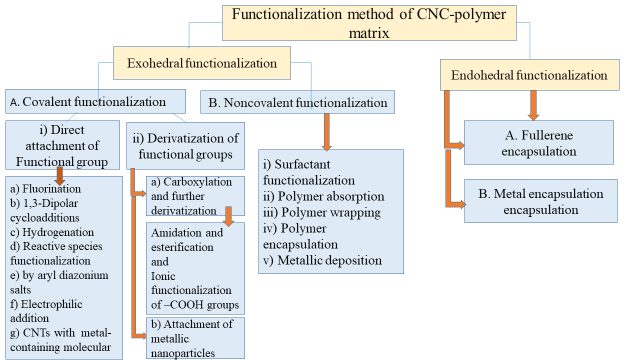 Functionalization method of CNC-polymer
matrix
Exohedral functionalization
Endohedral functionalization
A. Covalent functionalization
B. Noncovalent functionalization
i) Direct
attachment of
Functional group
ii) Derivatization of
functional groups
a) Fluorination
b) 1,3-Dipolar
cycloadditions
c) Hydrogenation
d) Reactive species
functionalization
e) by aryl diazonium
salts
f) Electrophilic
addition
g) CNTs with metal-
containing molecular
a) Carboxylation
and further
derivatization
Amidation and
esterification
and
Ionic
functionalization
of –COOH groups
b) Attachment of
metallic
nanoparticles
i) Surfactant
functionalization
ii) Polymer absorption
iii) Polymer wrapping
iv) Polymer
encapsulation
v) Metallic deposition
A. Fullerene
encapsulation
B. Metal encapsulation
encapsulation